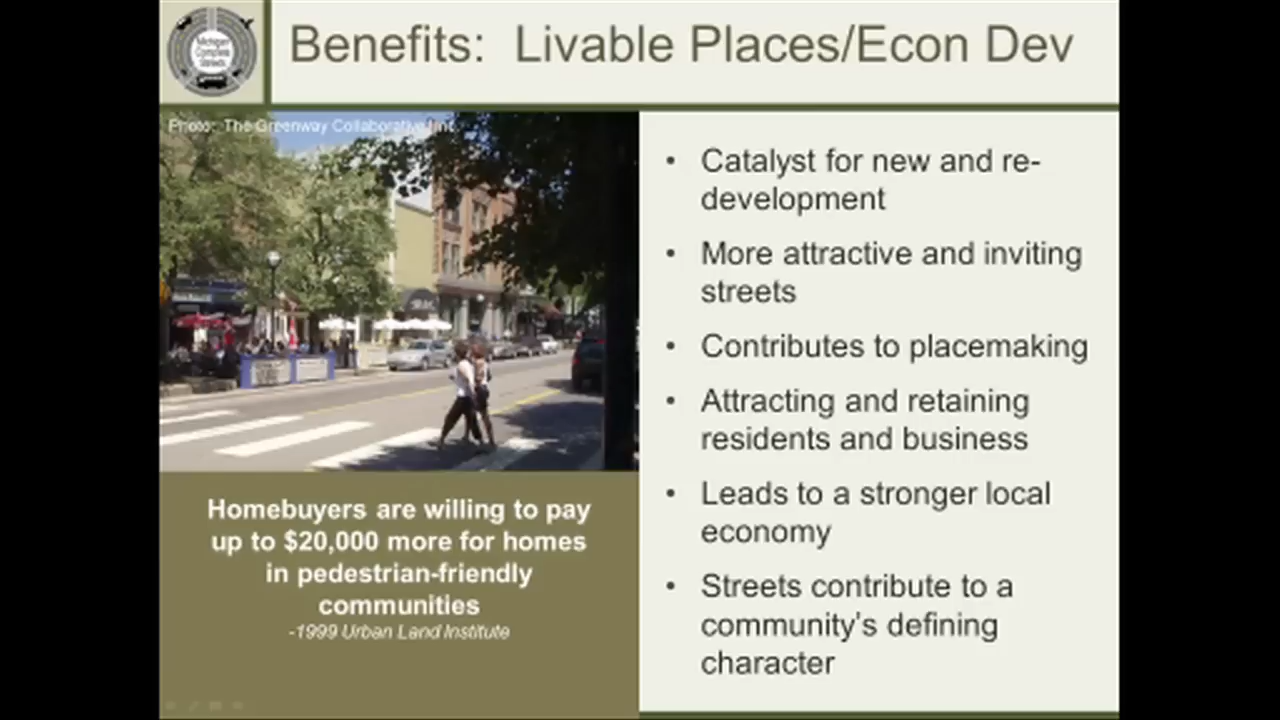 Michigan
Complete
Streets
Benefits: Livable Places/Econ Dev
Photo: The Greenway Collaborative, Inc.
Homebuyers are willing to pay
up to $20,000 more for homes
in pedestrian-friendly
communities
-1999 Urban Land Institute
• Catalyst for new and re-
development
• More attractive and inviting
streets
• Contributes to placemaking
• Attracting and retaining
residents and business
• Leads to a stronger local
economy
• Streets contribute to a
community's defining
character